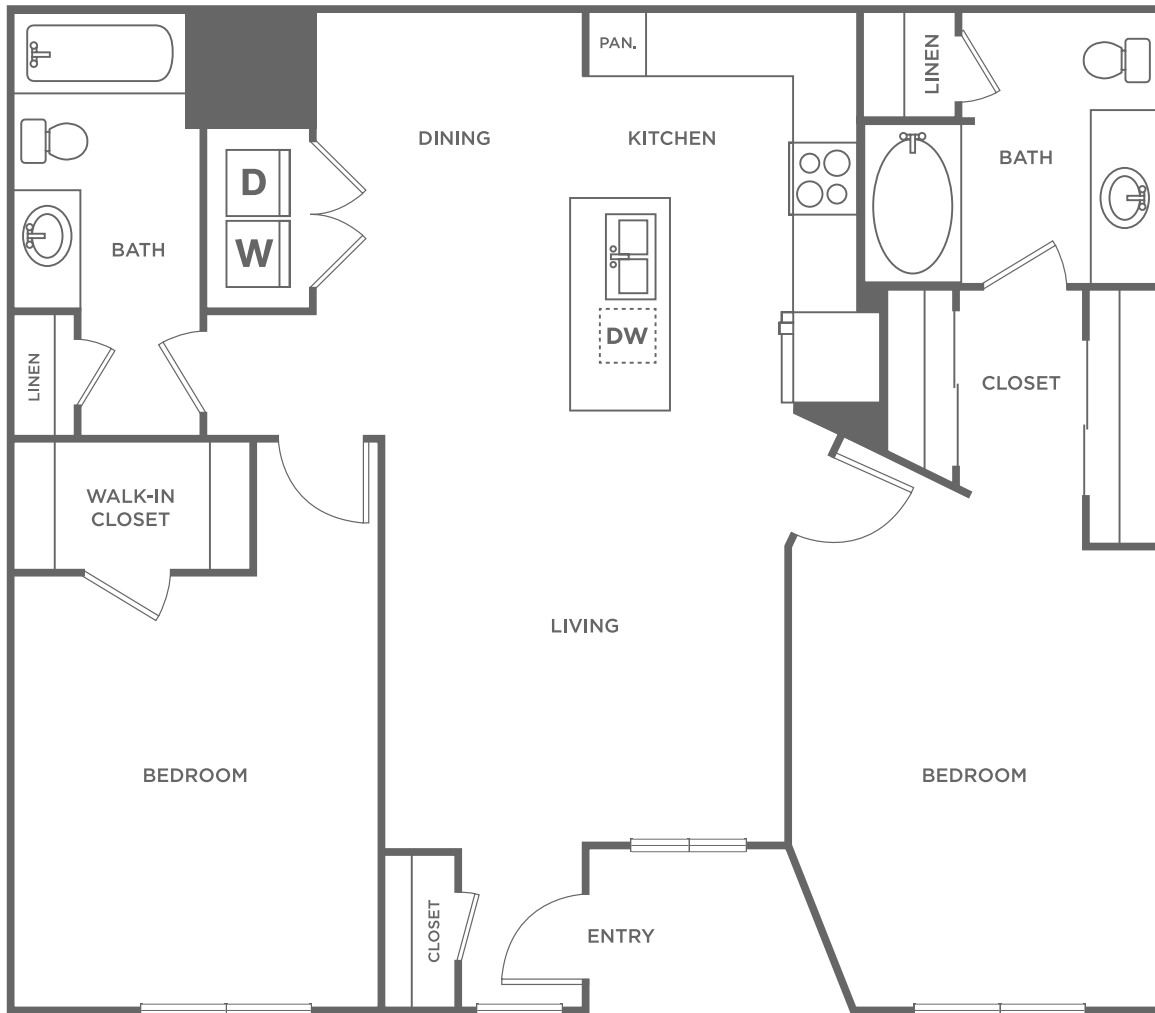 PAN.
LINEN
DINING
KITCHEN
BATH
D
W
BATH
DW
LINEN
CLOSET
WALK-IN
CLOSET
LIVING
BEDROOM
BEDROOM
CLOSET
ENTRY